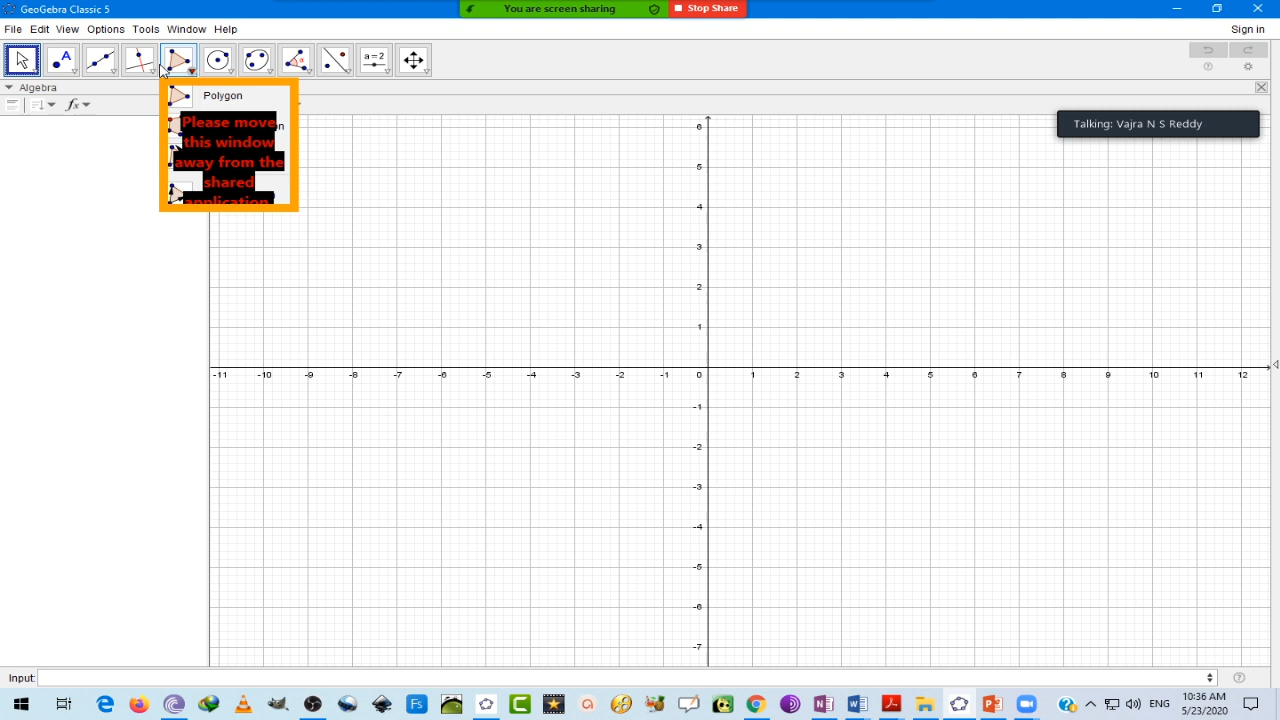 GeoGebra Classic 5
You are screen sharing
Stop Share
File Edit View Options Tools Window Help
Sign in
A
α
a = 2
Algebra
fx
Polygon
Please move
this window
away from the
shared
application.
Talking: Vajra N S Reddy
6
5
4
3
2
1
-11 -10 -9 -8 -7 -6 -5 -4 -3 -2 -1 0 1 2 3 4 5 6 7 8 9 10 11 12
-1
-2
-3
-4
-5
-6
-7
Input:
Fs
ENG
10:36 AM
5/23/2020